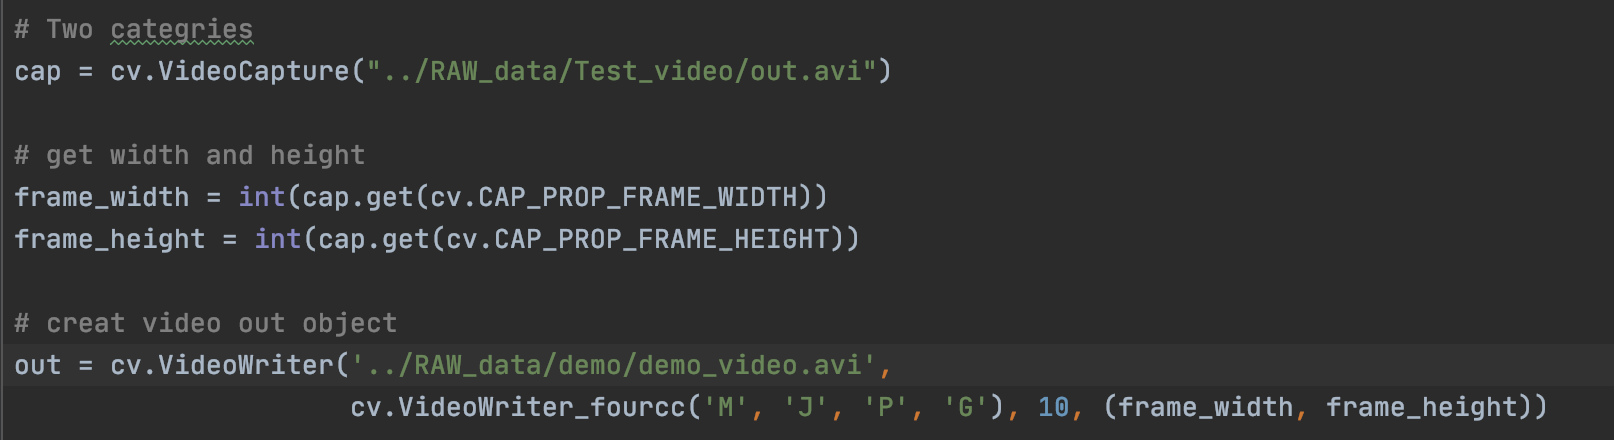 # Two categries
cap = cv.VideoCapture("../RAW_data/Test_video/out.avi")
# get width and height
frame_width = int(cap.get(cv.CAP_PROP_FRAME_WIDTH))
frame_height = int(cap.get(cv.CAP_PROP_FRAME_HEIGHT))
# creat video out object
out = cv.VideoWriter('../RAW_data/demo/demo_video.avi',
cv.VideoWriter_fourcc('M', 'J', 'P', 'G'), 10, (frame_width, frame_height))